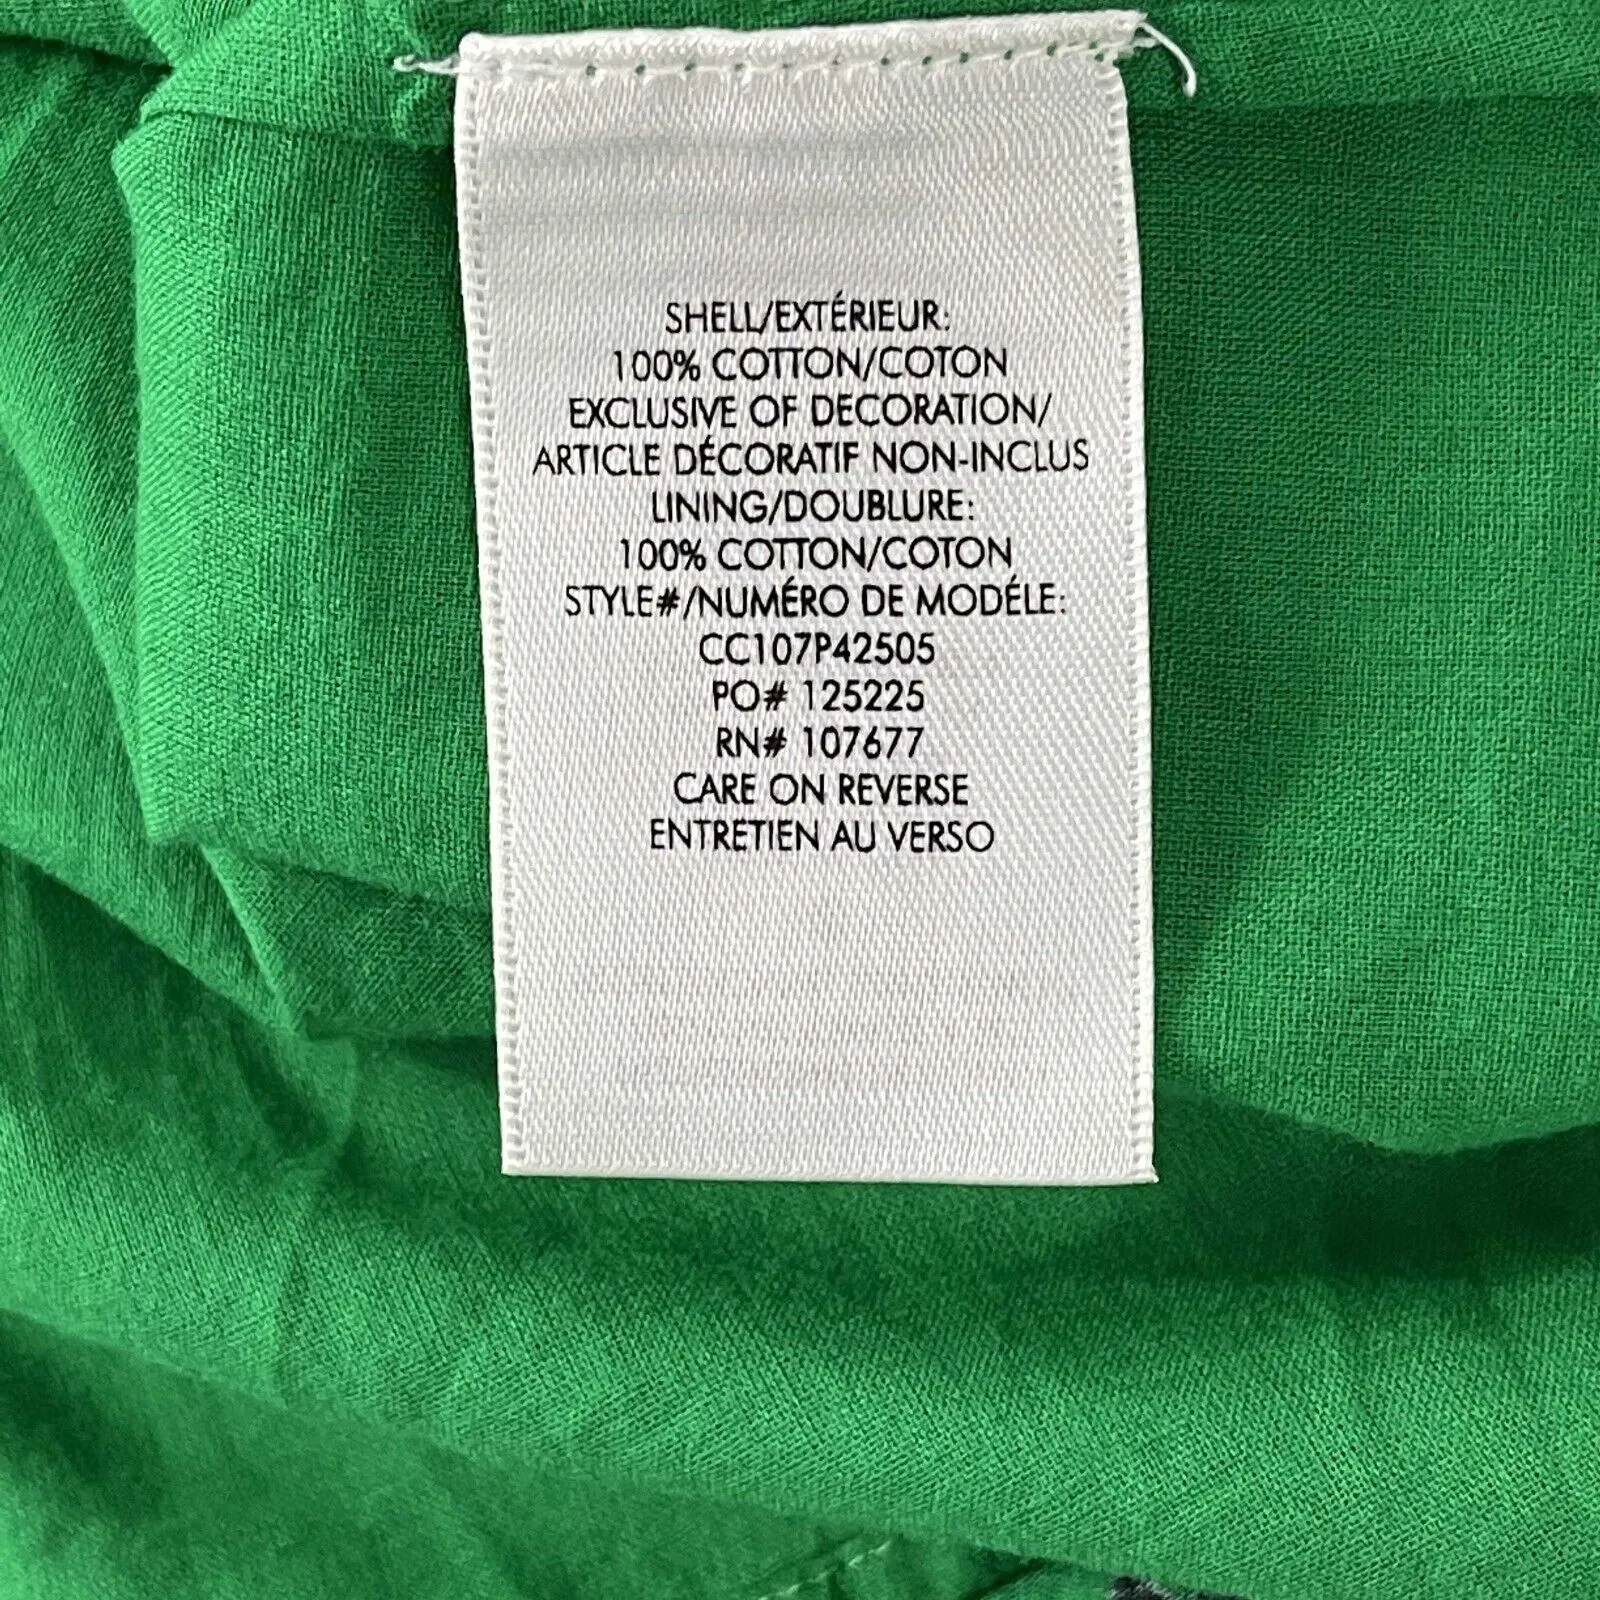 SHELL/EXTÉRIEUR:
100% COTTON/COTON
EXCLUSIVE OF DECORATION/
ARTICLE DÉCORATIF NON-INCLUS
LINING/DOUBLURE:
100% COTTON/COTON
STYLE#/NUMÉRO DE MODÉLE:
CC107P42505
PO# 125225
RN# 107677
CARE ON REVERSE
ENTRETIEN AU VERSO